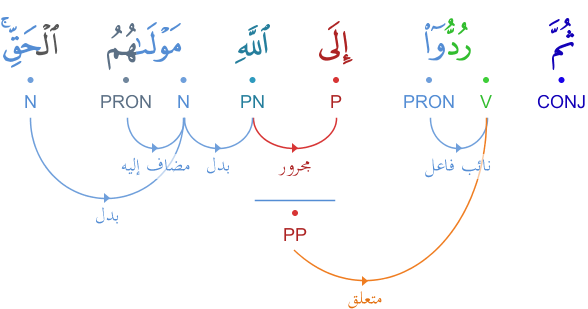 ثُمَّ رُدُّوٓا۟ إِلَى ٱللَّهِ مَوْلَىٰهُمُ ٱلْحَقِّ ۚ
CONJ V PRON P PN N PRON N
نائب فاعل مجرور بدل مضاف إليه
بدل
PP
متعلق